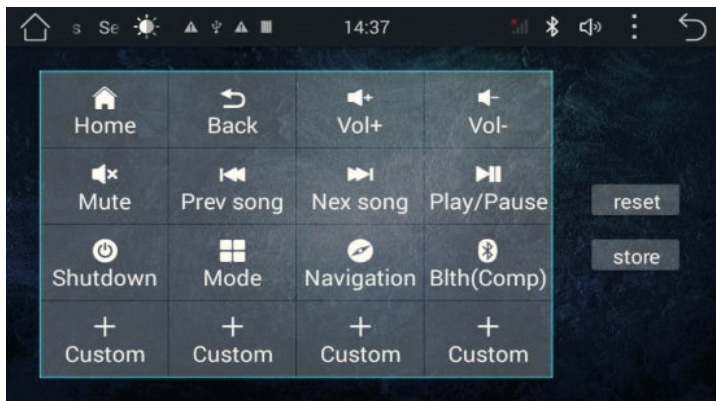 s Se 14:37
Home Back Vol+ Vol-
Mute Prev song Nex song Play/Pause reset
Shutdown Mode Navigation Blth(Comp) store
Custom Custom Custom Custom